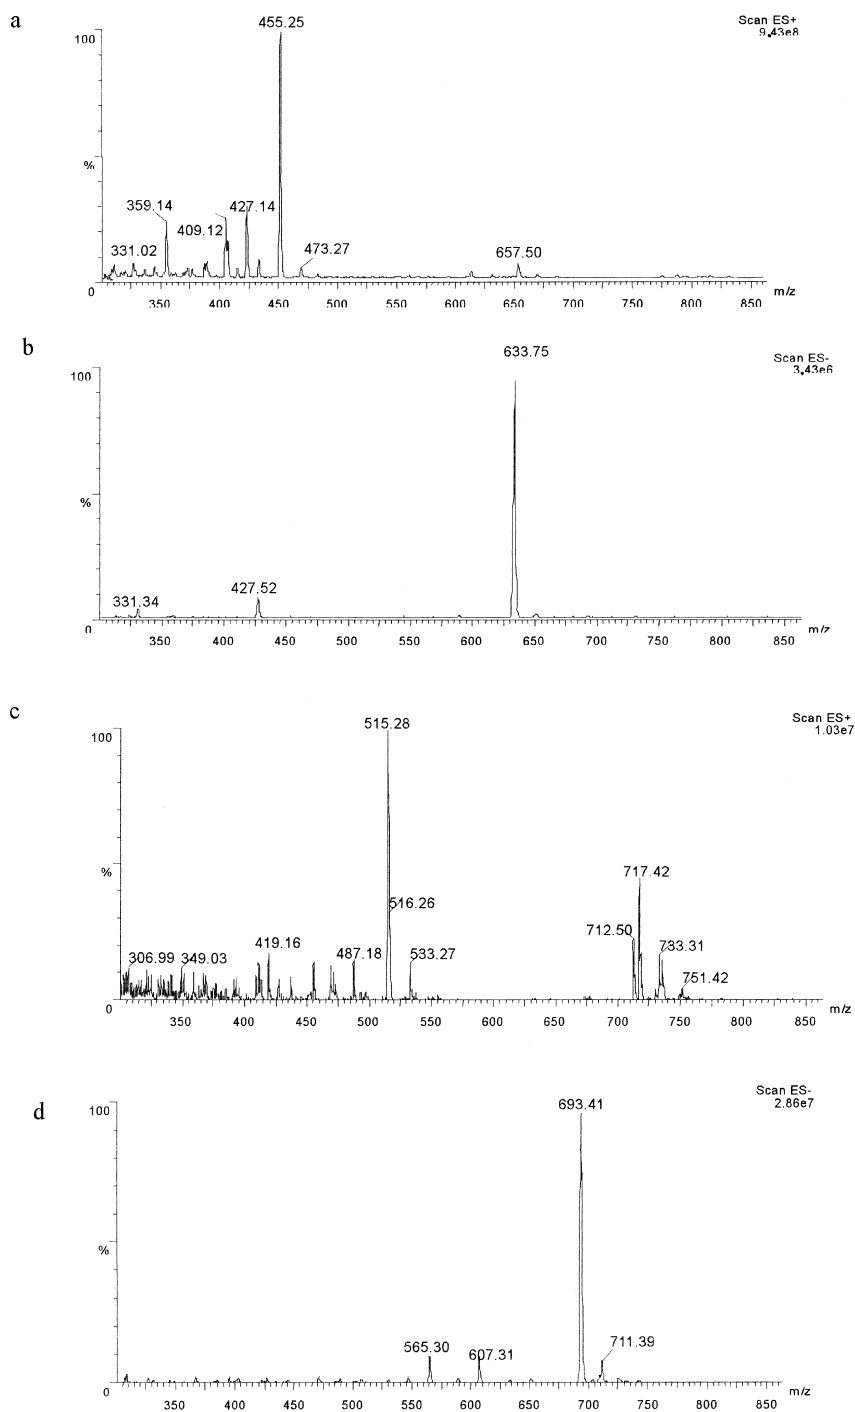 a
Scan ES+
9.43e8
455.25
100
%
359.14
427.14
409.12
331.02
473.27
657.50
0
350 400 450 500 550 600 650 700 750 800 850
m/z
b
Scan ES-
3.43e6
633.75
100
%
427.52
331.34
0
350 400 450 500 550 600 650 700 750 800 850
m/z
c
Scan ES+
1.03e7
515.28
100
%
717.42
516.26
712.50
419.16
487.18
533.27
733.31
306.99
349.03
751.42
0
350 400 450 500 550 600 650 700 750 800 850
m/z
d
Scan ES-
2.86e7
693.41
100
%
711.39
565.30
607.31
0
350 400 450 500 550 600 650 700 750 800 850
m/z